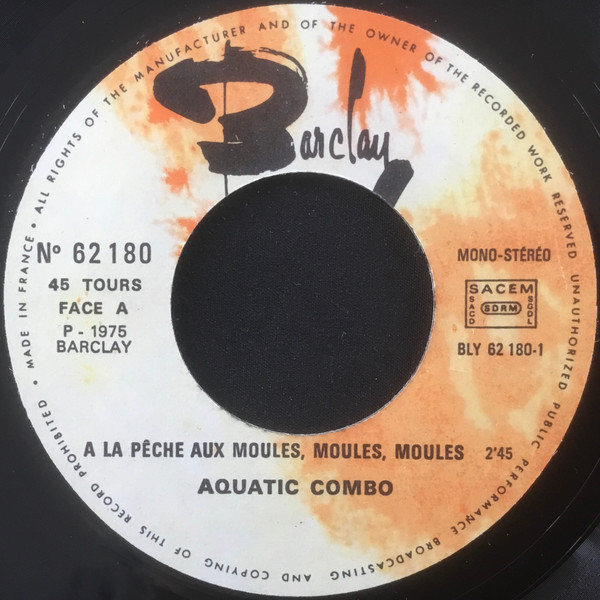 ALL RIGHTS OF THE MANUFACTURER AND OF THE OWNER OF THE RECORDED WORK RESERVED UNAUTHORIZED PUBLIC PERFORMANCE BROADCASTING AND COPYING OF THIS RECORD PROHIBITED • MADE IN FRANCE •
Barclay
Nº 62180
45 TOURS
FACE A
P - 1975
BARCLAY
MONO-STÉRÉO
SACEM
SACD
SDRM
SGDL
BLY 62 180-1
A LA PÊCHE AUX MOULES, MOULES, MOULES 2'45
AQUATIC COMBO